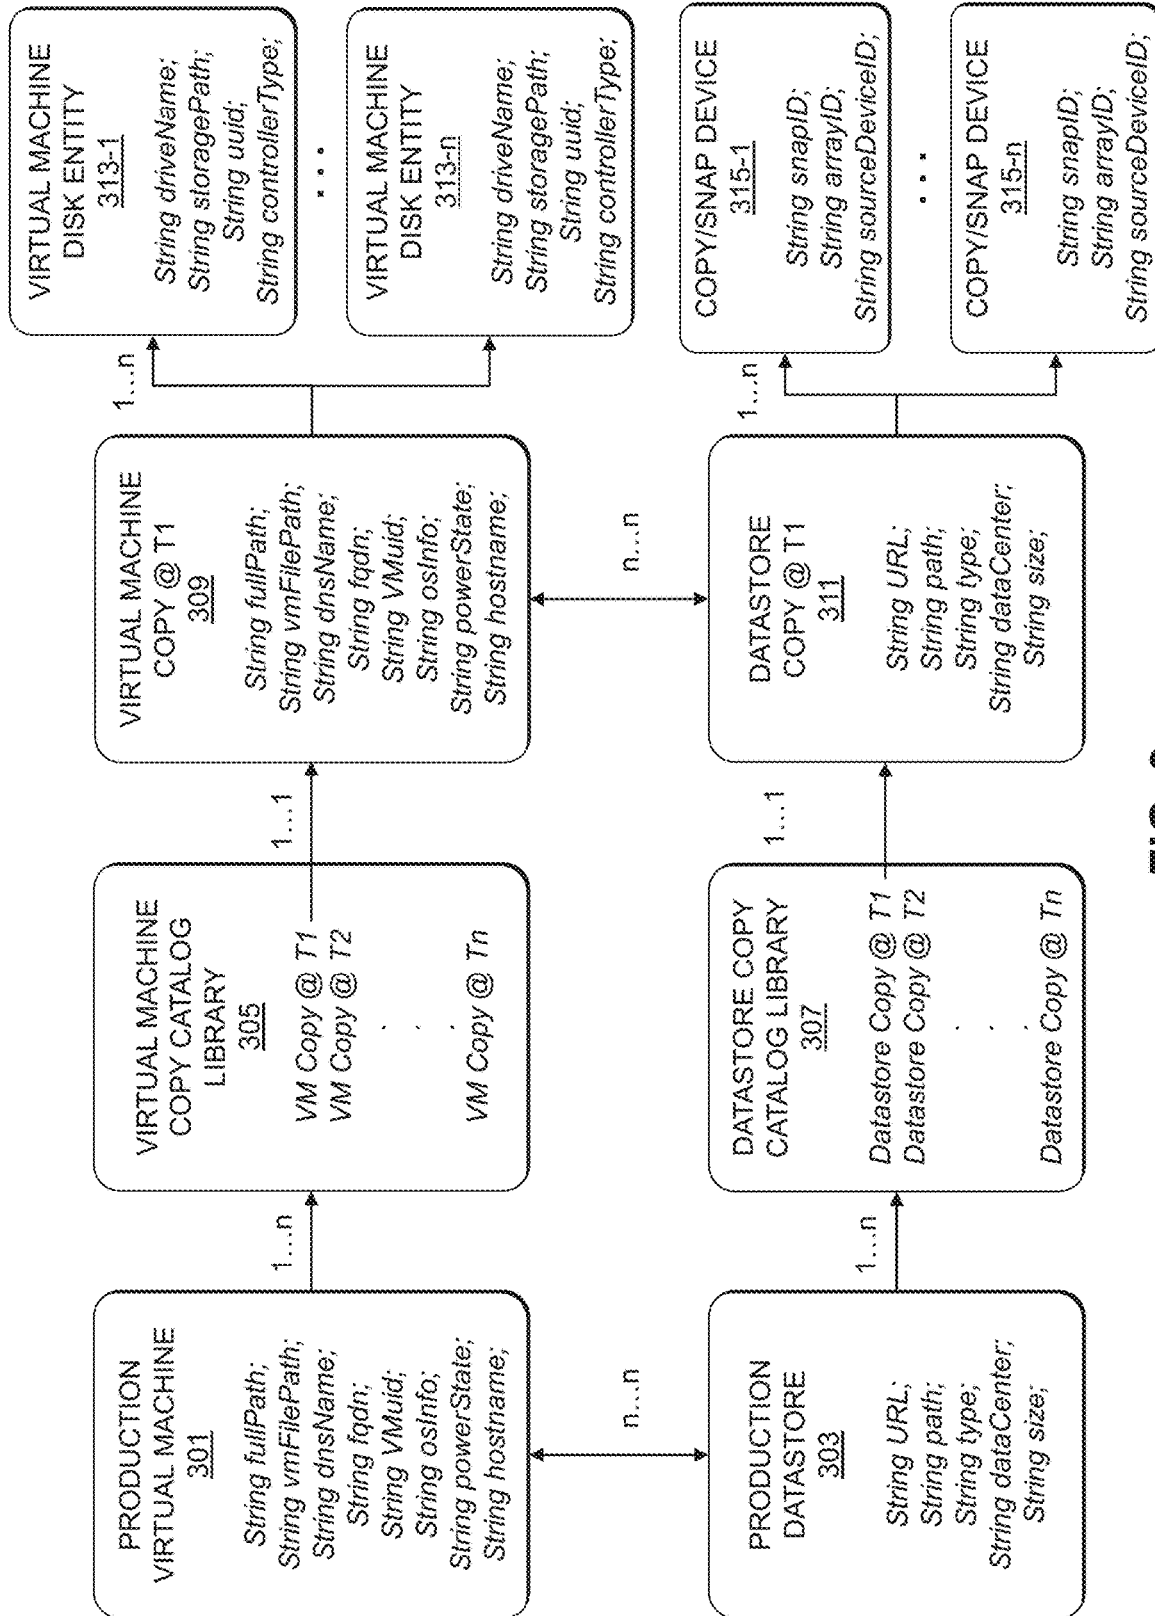 PRODUCTION
VIRTUAL MACHINE
301
String fullPath;
String vmFilePath;
String dnsName;
String fqdn;
String VMuid;
String osInfo;
String powerState;
String hostname;
1...n
VIRTUAL MACHINE
COPY CATALOG
LIBRARY
305
VM Copy @ T1
VM Copy @ T2
.
.
VM Copy @ Tn
1...1
VIRTUAL MACHINE
COPY @ T1
309
String fullPath;
String vmFilePath;
String dnsName;
String fqdn;
String VMuid;
String osInfo;
String powerState;
String hostname;
1...n
VIRTUAL MACHINE
DISK ENTITY
313-1
String driveName;
String storagePath;
String uuid;
String controllerType;
...
VIRTUAL MACHINE
DISK ENTITY
313-n
String driveName;
String storagePath;
String uuid;
String controllerType;
n...n
n...n
PRODUCTION
DATASTORE
303
String URL;
String path;
String type;
String dataCenter;
String size;
1...n
DATASTORE COPY
CATALOG LIBRARY
307
Datastore Copy @ T1
Datastore Copy @ T2
.
.
Datastore Copy @ Tn
1...1
DATASTORE
COPY @ T1
311
String URL;
String path;
String type;
String dataCenter;
String size;
1...n
COPY/SNAP DEVICE
315-1
String snapID;
String arrayID;
String sourceDeviceID;
...
COPY/SNAP DEVICE
315-n
String snapID;
String arrayID;
String sourceDeviceID;